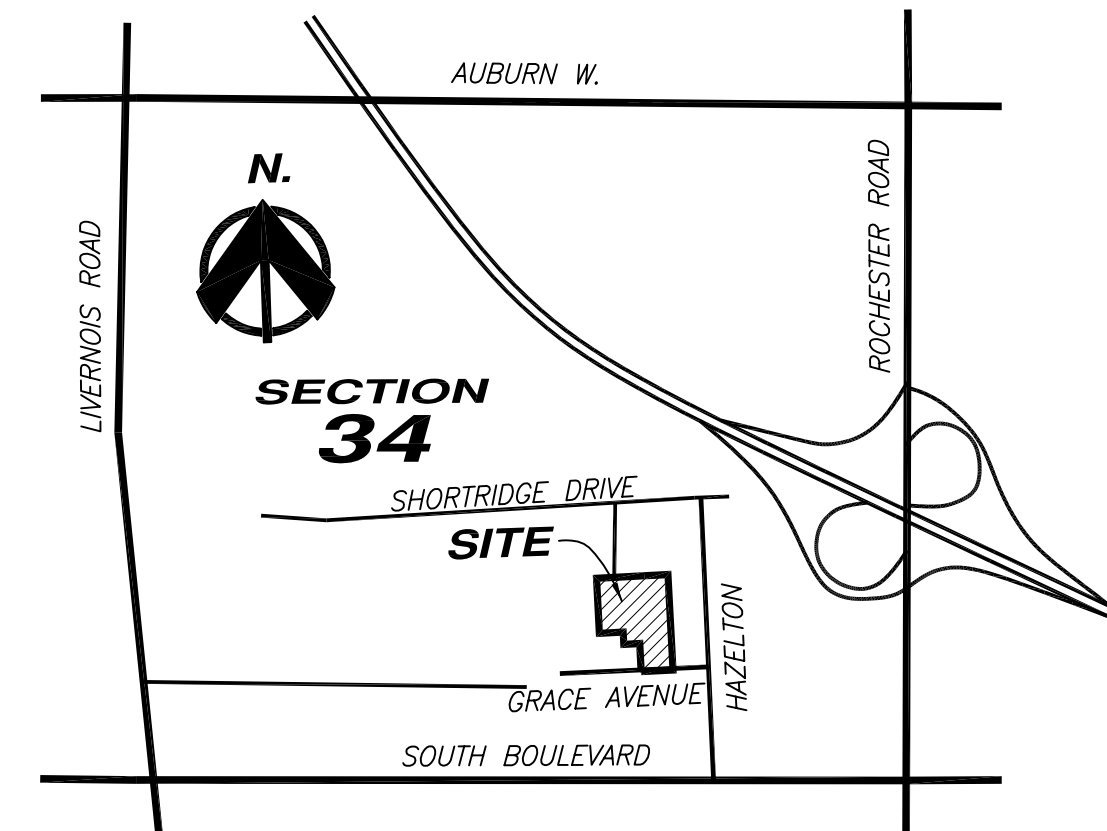 AUBURN W.
N.
LIVERNOIS ROAD
ROCHESTER ROAD
SECTION
34
SHORTRIDGE DRIVE
SITE
HAZELTON
GRACE AVENUE
SOUTH BOULEVARD